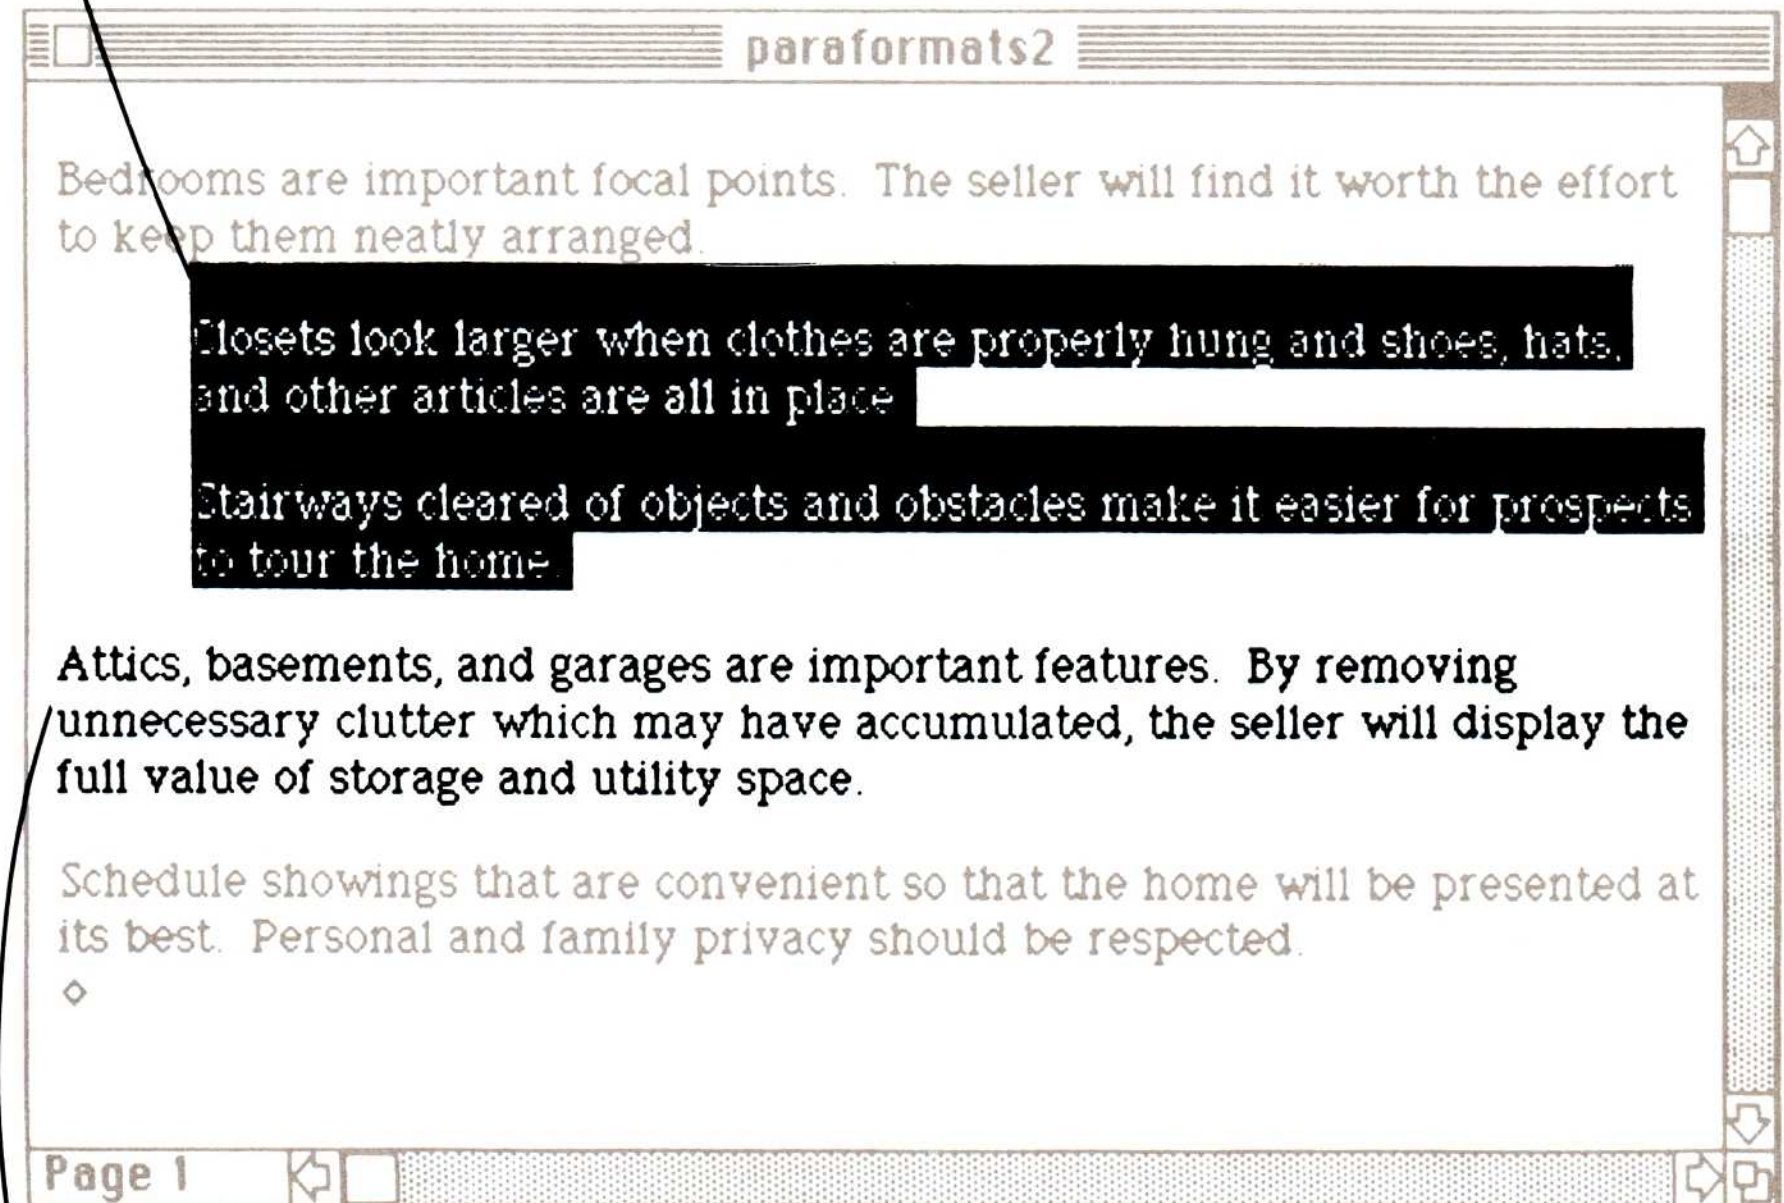 paraformats2
Bedrooms are important focal points. The seller will find it worth the effort
to keep them neatly arranged.
Closets look larger when clothes are properly hung and shoes, hats,
and other articles are all in place
Stairways cleared of objects and obstacles make it easier for prospects
to tour the home.
Attics, basements, and garages are important features. By removing
unnecessary clutter which may have accumulated, the seller will display the
full value of storage and utility space.
Schedule showings that are convenient so that the home will be presented at
its best. Personal and family privacy should be respected.
Page 1